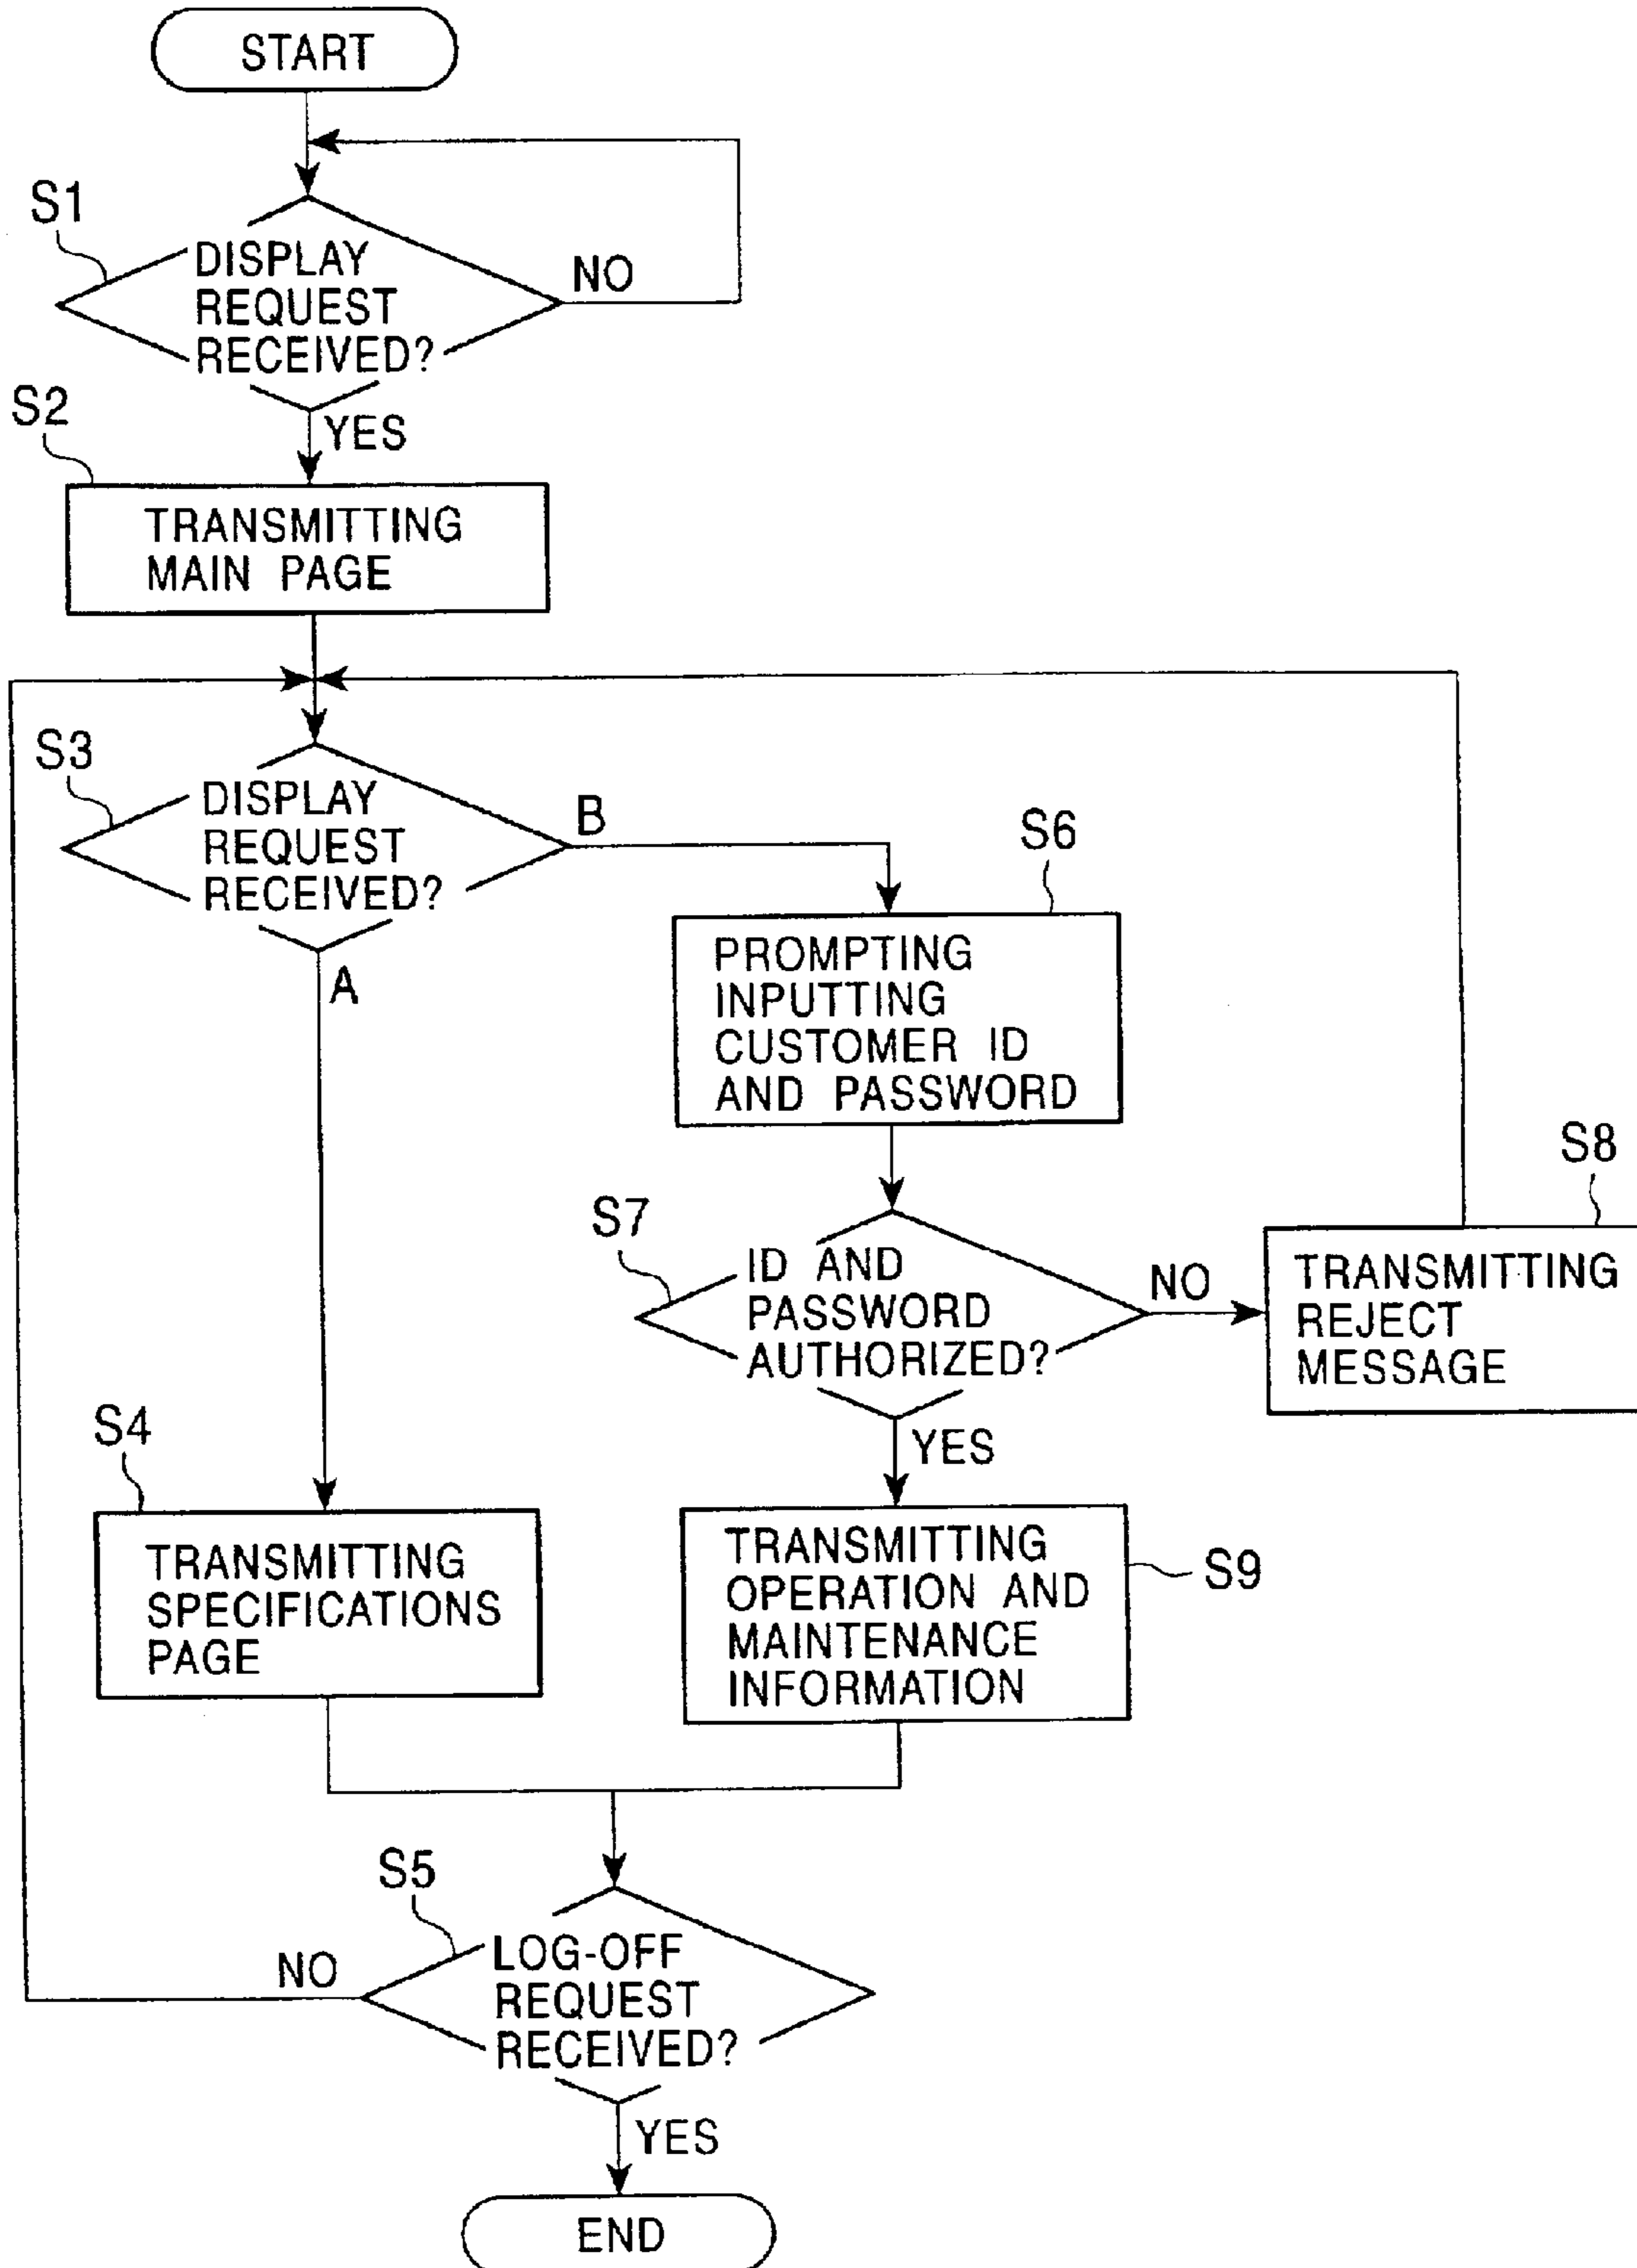 START
S1
DISPLAY
REQUEST
RECEIVED?
NO
YES
S2
TRANSMITTING
MAIN PAGE
S3
DISPLAY
REQUEST
RECEIVED?
B
A
S6
PROMPTING
INPUTTING
CUSTOMER ID
AND PASSWORD
S7
ID AND
PASSWORD
AUTHORIZED?
NO
S8
TRANSMITTING
REJECT
MESSAGE
YES
S4
TRANSMITTING
SPECIFICATIONS
PAGE
TRANSMITTING
OPERATION AND
MAINTENANCE
INFORMATION
S9
S5
LOG-OFF
REQUEST
RECEIVED?
NO
YES
END